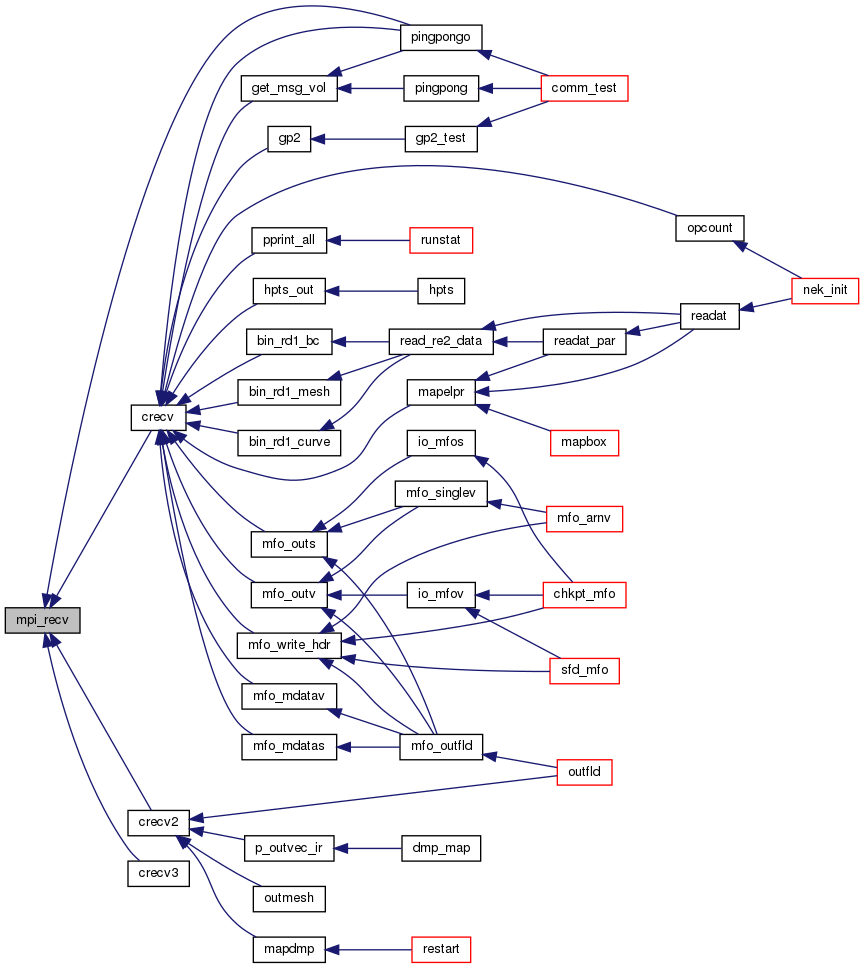 pingpongo
get_msg_vol
pingpong
comm_test
gp2
gp2_test
opcount
pprint_all
runstat
hpts_out
hpts
nek_init
readat
bin_rd1_bc
read_re2_data
readat_par
bin_rd1_mesh
mapelpr
crecv
bin_rd1_curve
io_mfos
mapbox
mfo_singlev
mfo_arnv
mfo_outs
mfo_outv
io_mfov
chkpt_mfo
mpi_recv
mfo_write_hdr
sfd_mfo
mfo_mdatav
mfo_mdatas
mfo_outfld
outfld
crecv2
p_outvec_ir
dmp_map
crecv3
outmesh
mapdmp
restart